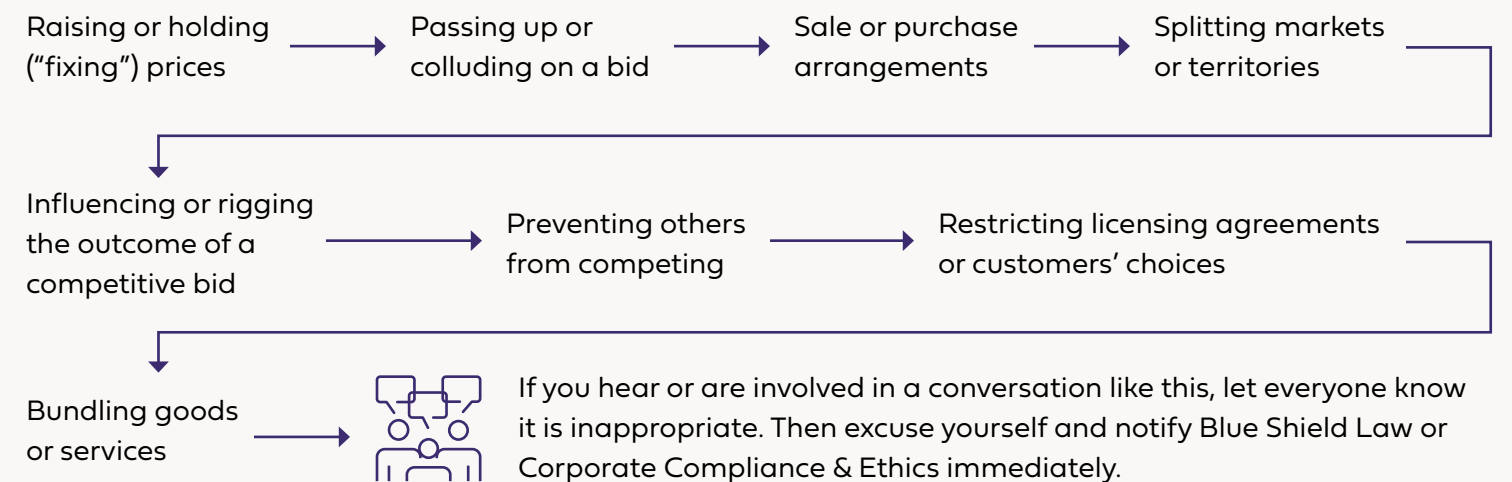 Raising or holding
(“fixing”) prices
Passing up or
colluding on a bid
Sale or purchase
arrangements
Splitting markets
or territories
Influencing or rigging
the outcome of a
competitive bid
Preventing others
from competing
Restricting licensing agreements
or customers’ choices
Bundling goods
or services
If you hear or are involved in a conversation like this, let everyone know
it is inappropriate. Then excuse yourself and notify Blue Shield Law or
Corporate Compliance & Ethics immediately.